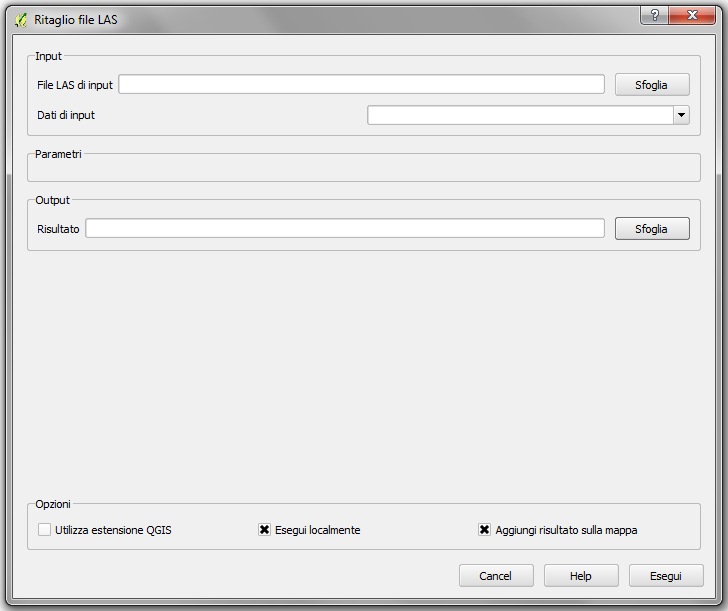 Ritaglio file LAS
?
Input
File LAS di input
Sfoglia
Dati di input
Parametri
Output
Risultato
Sfoglia
Opzioni
Utilizza estensione QGIS
Esegui localmente
Aggiungi risultato sulla mappa
Cancel
Help
Esegui